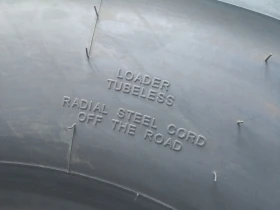 LOADER
TUBELESS
RADIAL STEEL CORD
OFF THE ROAD